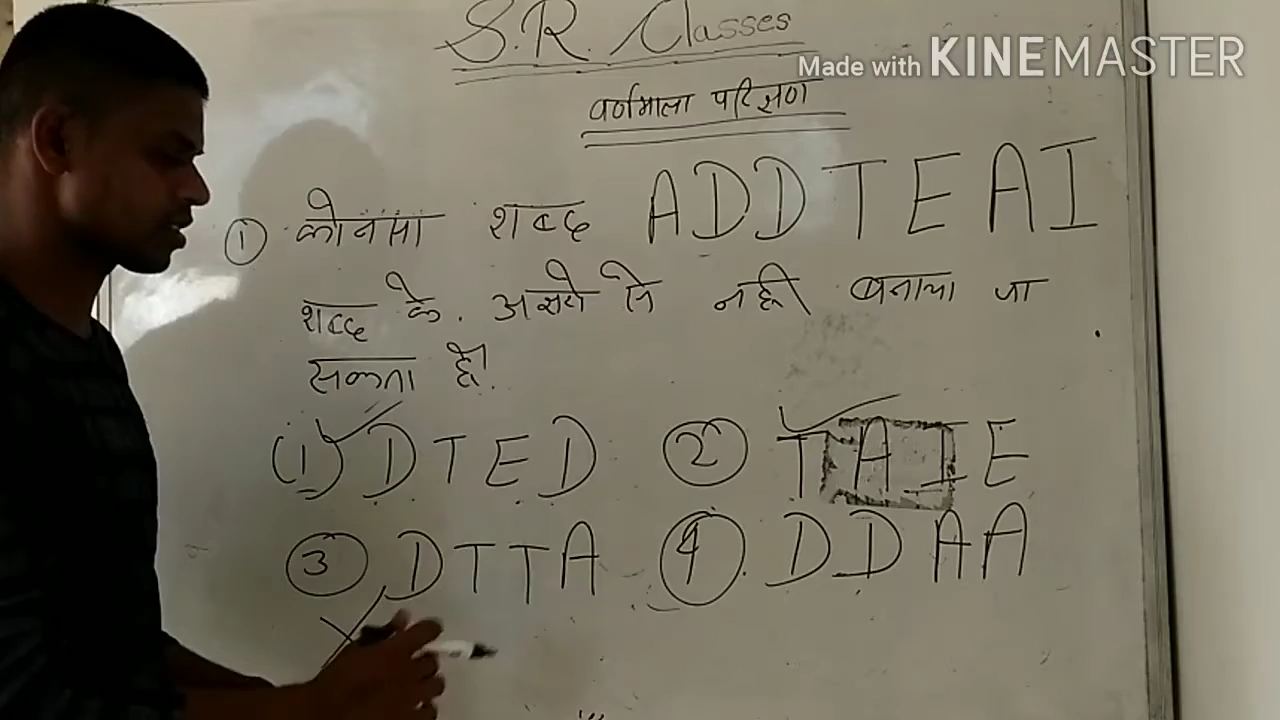 S.R. Classes
Made with KINEMASTER
वर्णमाला परिक्षण
① कोनसा शब्द ADDTEAI
शब्द के. अक्षरो से नही बनाया जा
सकता है।
(1) DTED ② TAIE
③ DTTA ④ DDAA